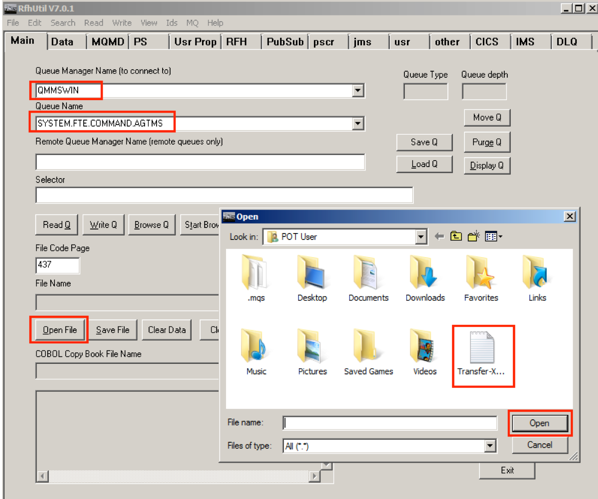 RfhUtil V7.0.1
File Edit Search Read Write View Ids MQ Help
Main Data MQMD PS Usr Prop RFH PubSub pscr jms usr other CICS IMS DLQ
Queue Manager Name (to connect to)
Queue Type Queue depth
QMMSWIN
Queue Name
Move Q
SYSTEM.FTE.COMMAND.AGTMS
Remote Queue Manager Name (remote queues only)
Save Q Purge Q
Load Q Display Q
Selector
Read Q Write Q Browse Q Start Brow
Open
Look in: POT User
File Code Page
437
.mqs Desktop Documents Downloads Favorites Links
File Name
Open File Save File Clear Data Cle
COBOL Copy Book File Name
Music Pictures Saved Games Videos Transfer-X...
File name: Open
Files of type: All (*.*) Cancel
Exit